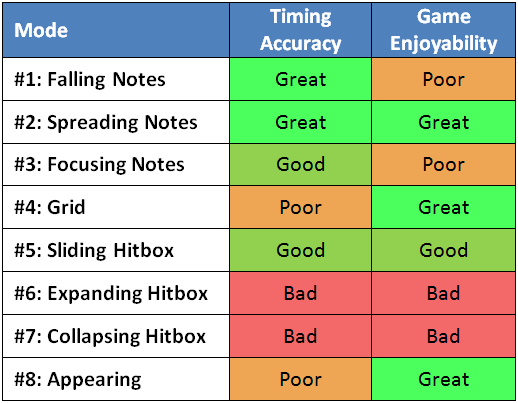 Mode Timing Accuracy Game Enjoyability
#1: Falling Notes Great Poor
#2: Spreading Notes Great Great
#3: Focusing Notes Good Poor
#4: Grid Poor Great
#5: Sliding Hitbox Good Good
#6: Expanding Hitbox Bad Bad
#7: Collapsing Hitbox Bad Bad
#8: Appearing Poor Great